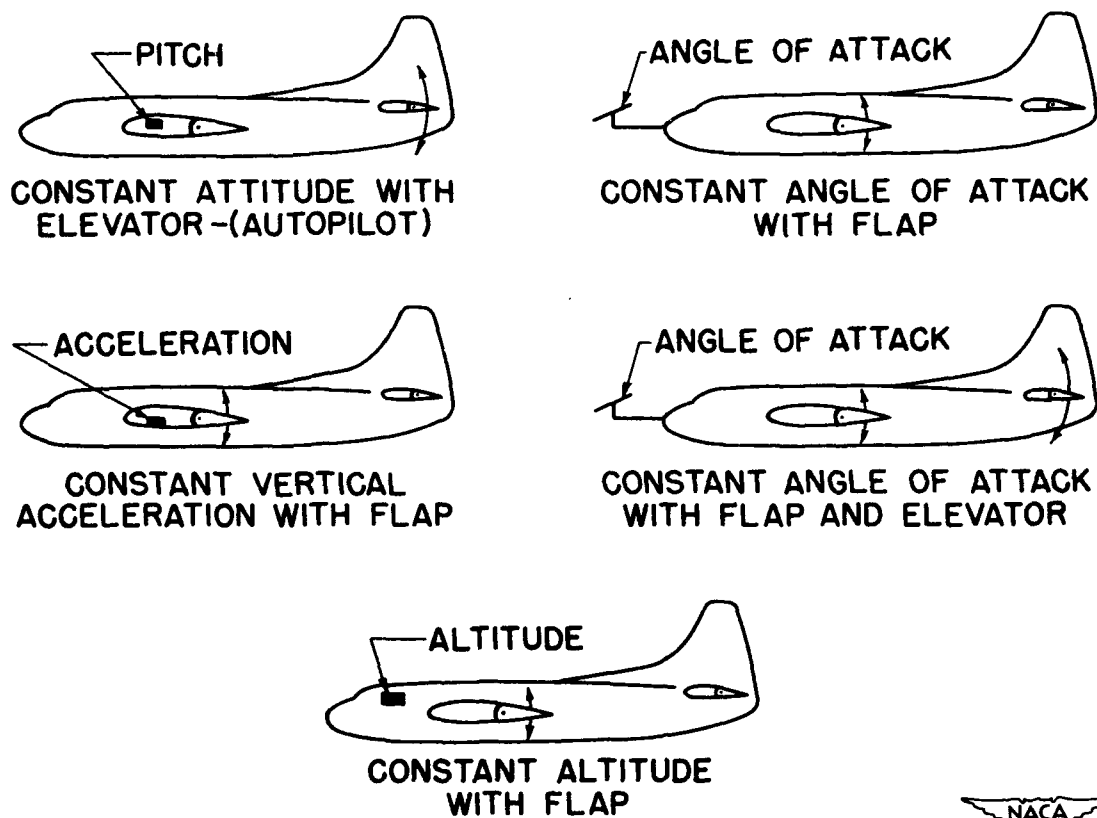 PITCH
CONSTANT ATTITUDE WITH
ELEVATOR-(AUTOPILOT)
ANGLE OF ATTACK
CONSTANT ANGLE OF ATTACK
WITH FLAP
ACCELERATION
CONSTANT VERTICAL
ACCELERATION WITH FLAP
ANGLE OF ATTACK
CONSTANT ANGLE OF ATTACK
WITH FLAP AND ELEVATOR
ALTITUDE
CONSTANT ALTITUDE
WITH FLAP
NACA